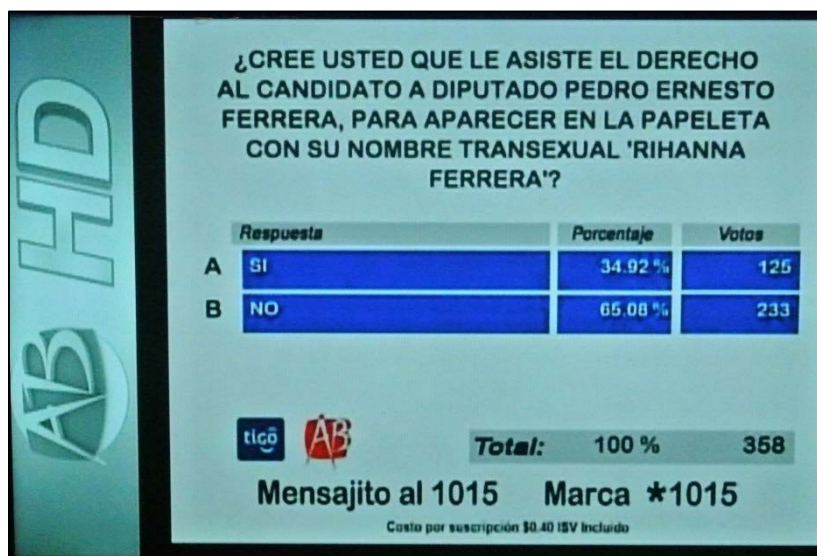 AB HD
¿CREE USTED QUE LE ASISTE EL DERECHO
AL CANDIDATO A DIPUTADO PEDRO ERNESTO
FERRERA, PARA APARECER EN LA PAPELETA
CON SU NOMBRE TRANSEXUAL 'RIHANNA
FERRERA'?
Respuesta Porcentaje Votos
A SI 34.92 % 125
B NO 65.08 % 233
tigo AB Total: 100 % 358
Mensajito al 1015 Marca *1015
Costo por suscripción $0.40 ISV Incluido